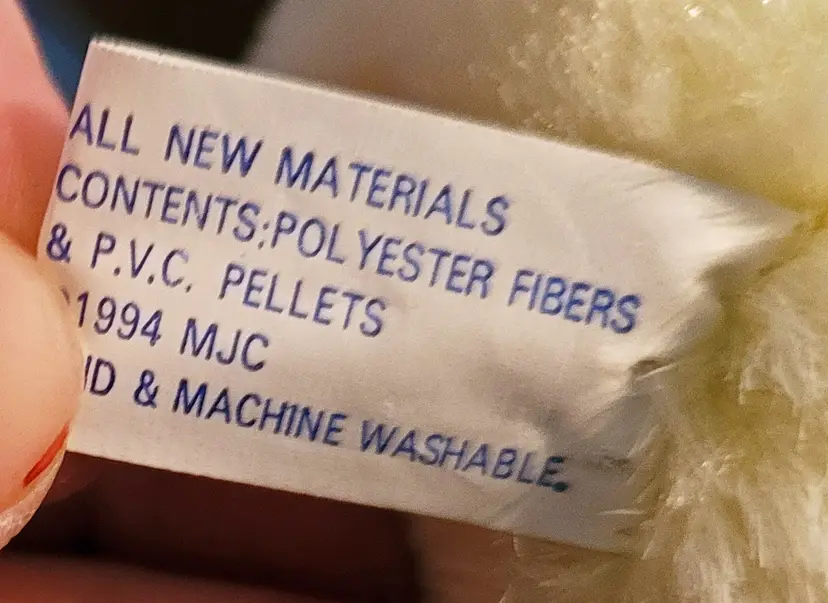 ALL NEW MATERIALS
CONTENTS:POLYESTER FIBERS
& P.V.C. PELLETS
1994 MJC
& MACHINE WASHABLE.